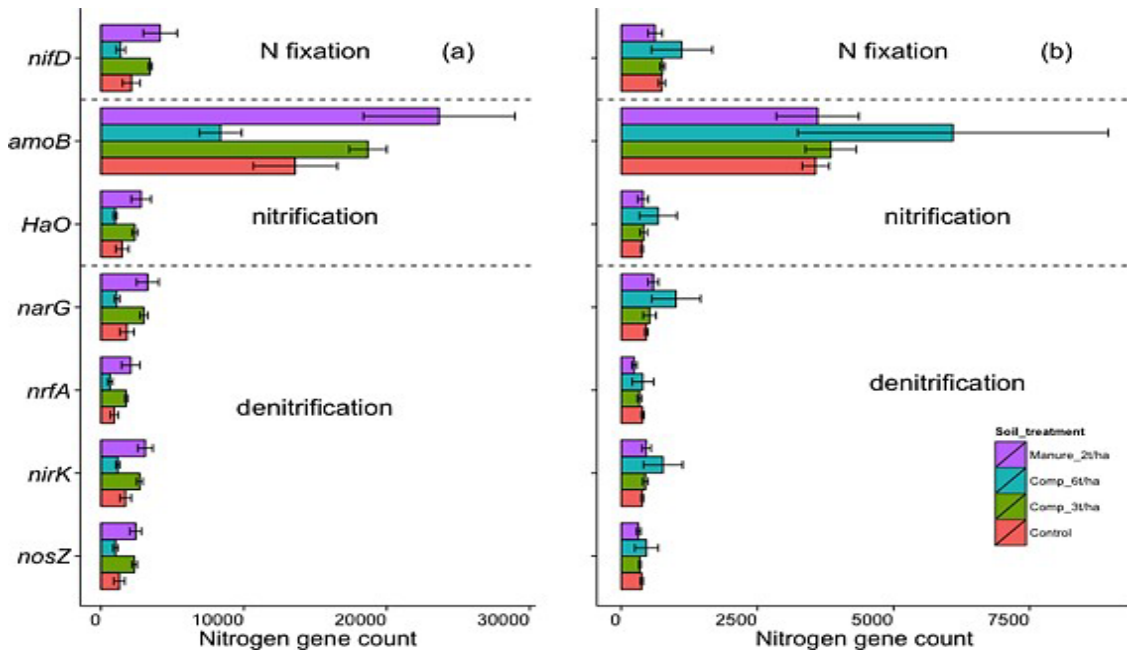 nifD
N fixation (a)
amoB
HaO
nitrification
narG
nrfA
denitrification
nirK
nosZ
0 10000 20000 30000
Nitrogen gene count
N fixation (b)
nitrification
denitrification
Soil_treatment
Manure_2t/ha
Comp_6t/ha
Comp_3t/ha
Control
0 2500 5000 7500
Nitrogen gene count